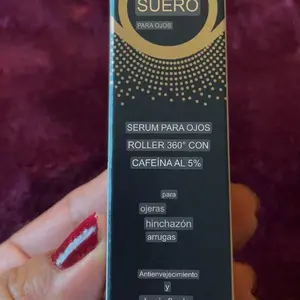 SUERO
PARA OJOS
SERUM PARA OJOS
ROLLER 360° CON
CAFEÍNA AL 5%
para
ojeras
hinchazón
arrugas
Antienvejecimiento
y